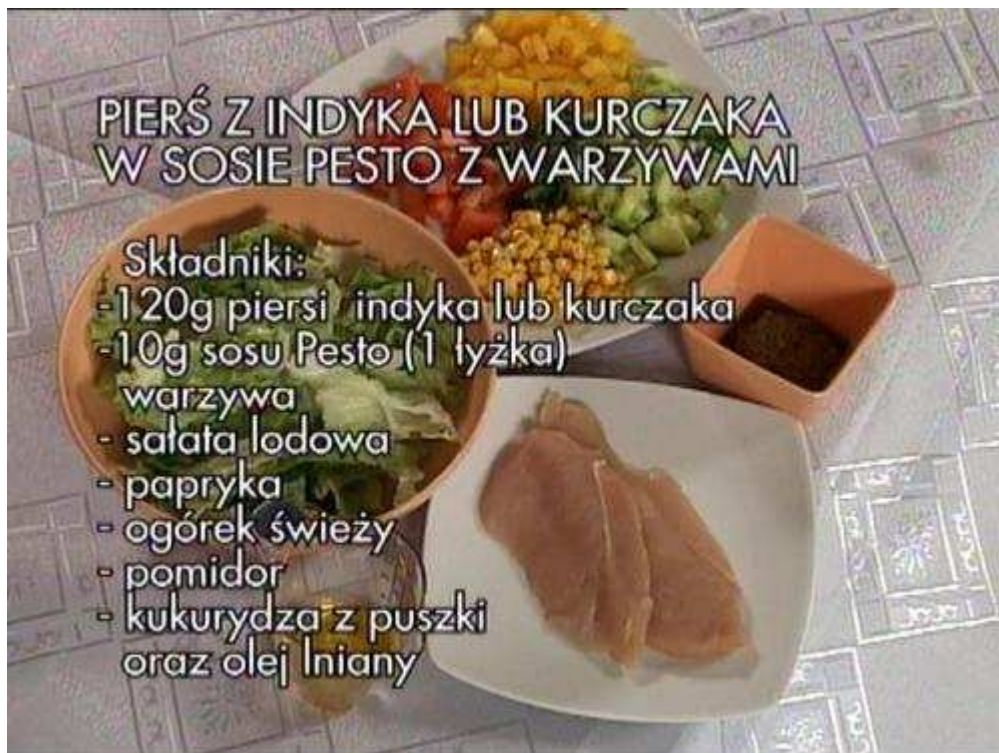 PIERŚ Z INDYKA LUB KURCZAKA
W SOSIE PESTO Z WARZYWAMI
Składniki:
-120g piersi indyka lub kurczaka
-10g sosu Pesto (1 łyżka)
warzywa
- sałata lodowa
- papryka
- ogórek świeży
- pomidor
- kukurydza z puszki
oraz olej lniany